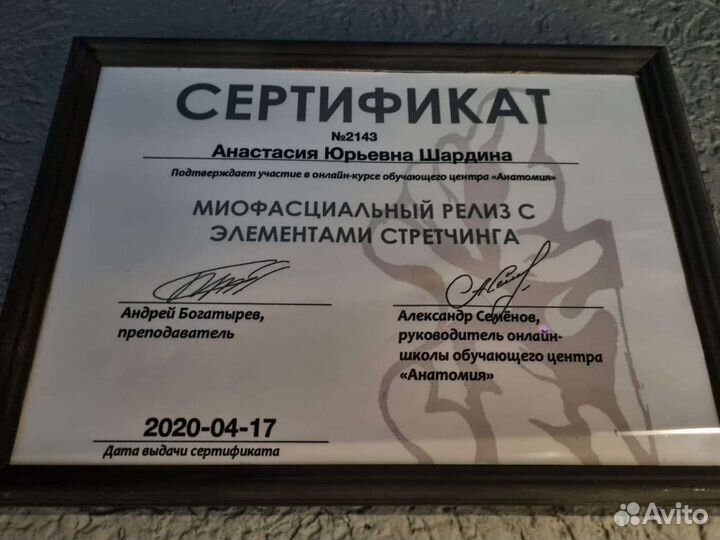 СЕРТИФИКАТ
№2143
Анастасия Юрьевна Шардина
Подтверждает участие в онлайн-курсе обучающего центра «Анатомия»
МИОФАСЦИАЛЬНЫЙ РЕЛИЗ С
ЭЛЕМЕНТАМИ СТРЕТЧИНГА
Андрей Богатырев,
преподаватель
Александр Семёнов,
руководитель онлайн-
школы обучающего центра
«Анатомия»
2020-04-17
Дата выдачи сертификата
Avito